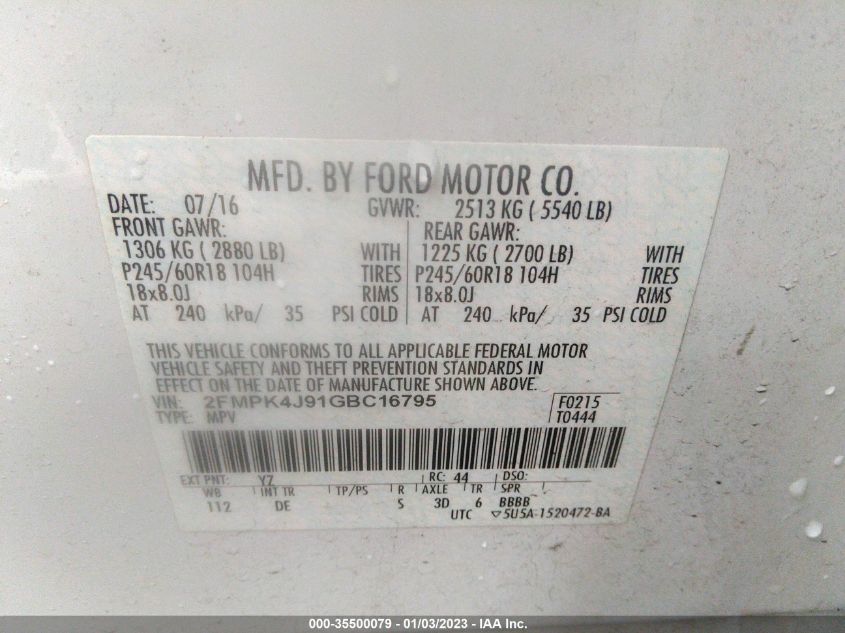 MFD. BY FORD MOTOR CO.
DATE: 07/16 GVWR: 2513 KG ( 5540 LB)
FRONT GAWR: REAR GAWR:
1306 KG ( 2880 LB) WITH 1225 KG ( 2700 LB) WITH
P245/60R18 104H TIRES P245/60R18 104H TIRES
18x8.0J RIMS 18x8.0J RIMS
AT 240 kPa/ 35 PSI COLD AT 240 kPa/ 35 PSI COLD
THIS VEHICLE CONFORMS TO ALL APPLICABLE FEDERAL MOTOR
VEHICLE SAFETY AND THEFT PREVENTION STANDARDS IN
EFFECT ON THE DATE OF MANUFACTURE SHOWN ABOVE.
VIN: 2FMPK4J91GBC16795 F0215
TYPE: MPV T0444
EXT PNT: YZ RC: 44 DSO:
WB INT TR TP/PS R AXLE TR SPR
112 DE S 3D 6 BBBB
UTC ▽5U5A-1520472-BA
000-35500079 - 01/03/2023 - IAA Inc.